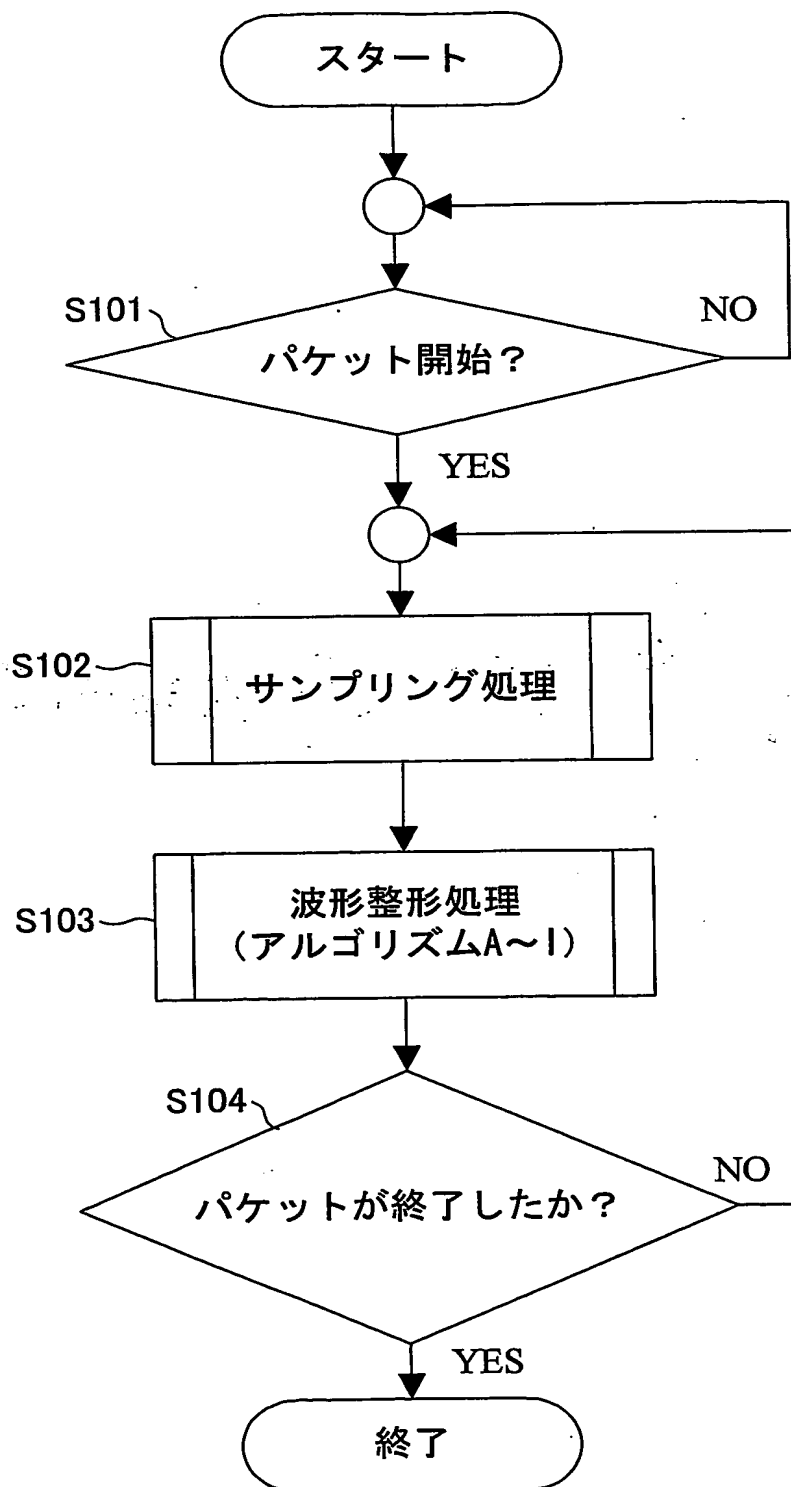 スタート
S101
パケット開始?
NO
YES
S102
サンプリング処理
S103
波形整形処理
(アルゴリズムA~I)
S104
パケットが終了したか?
NO
YES
終了